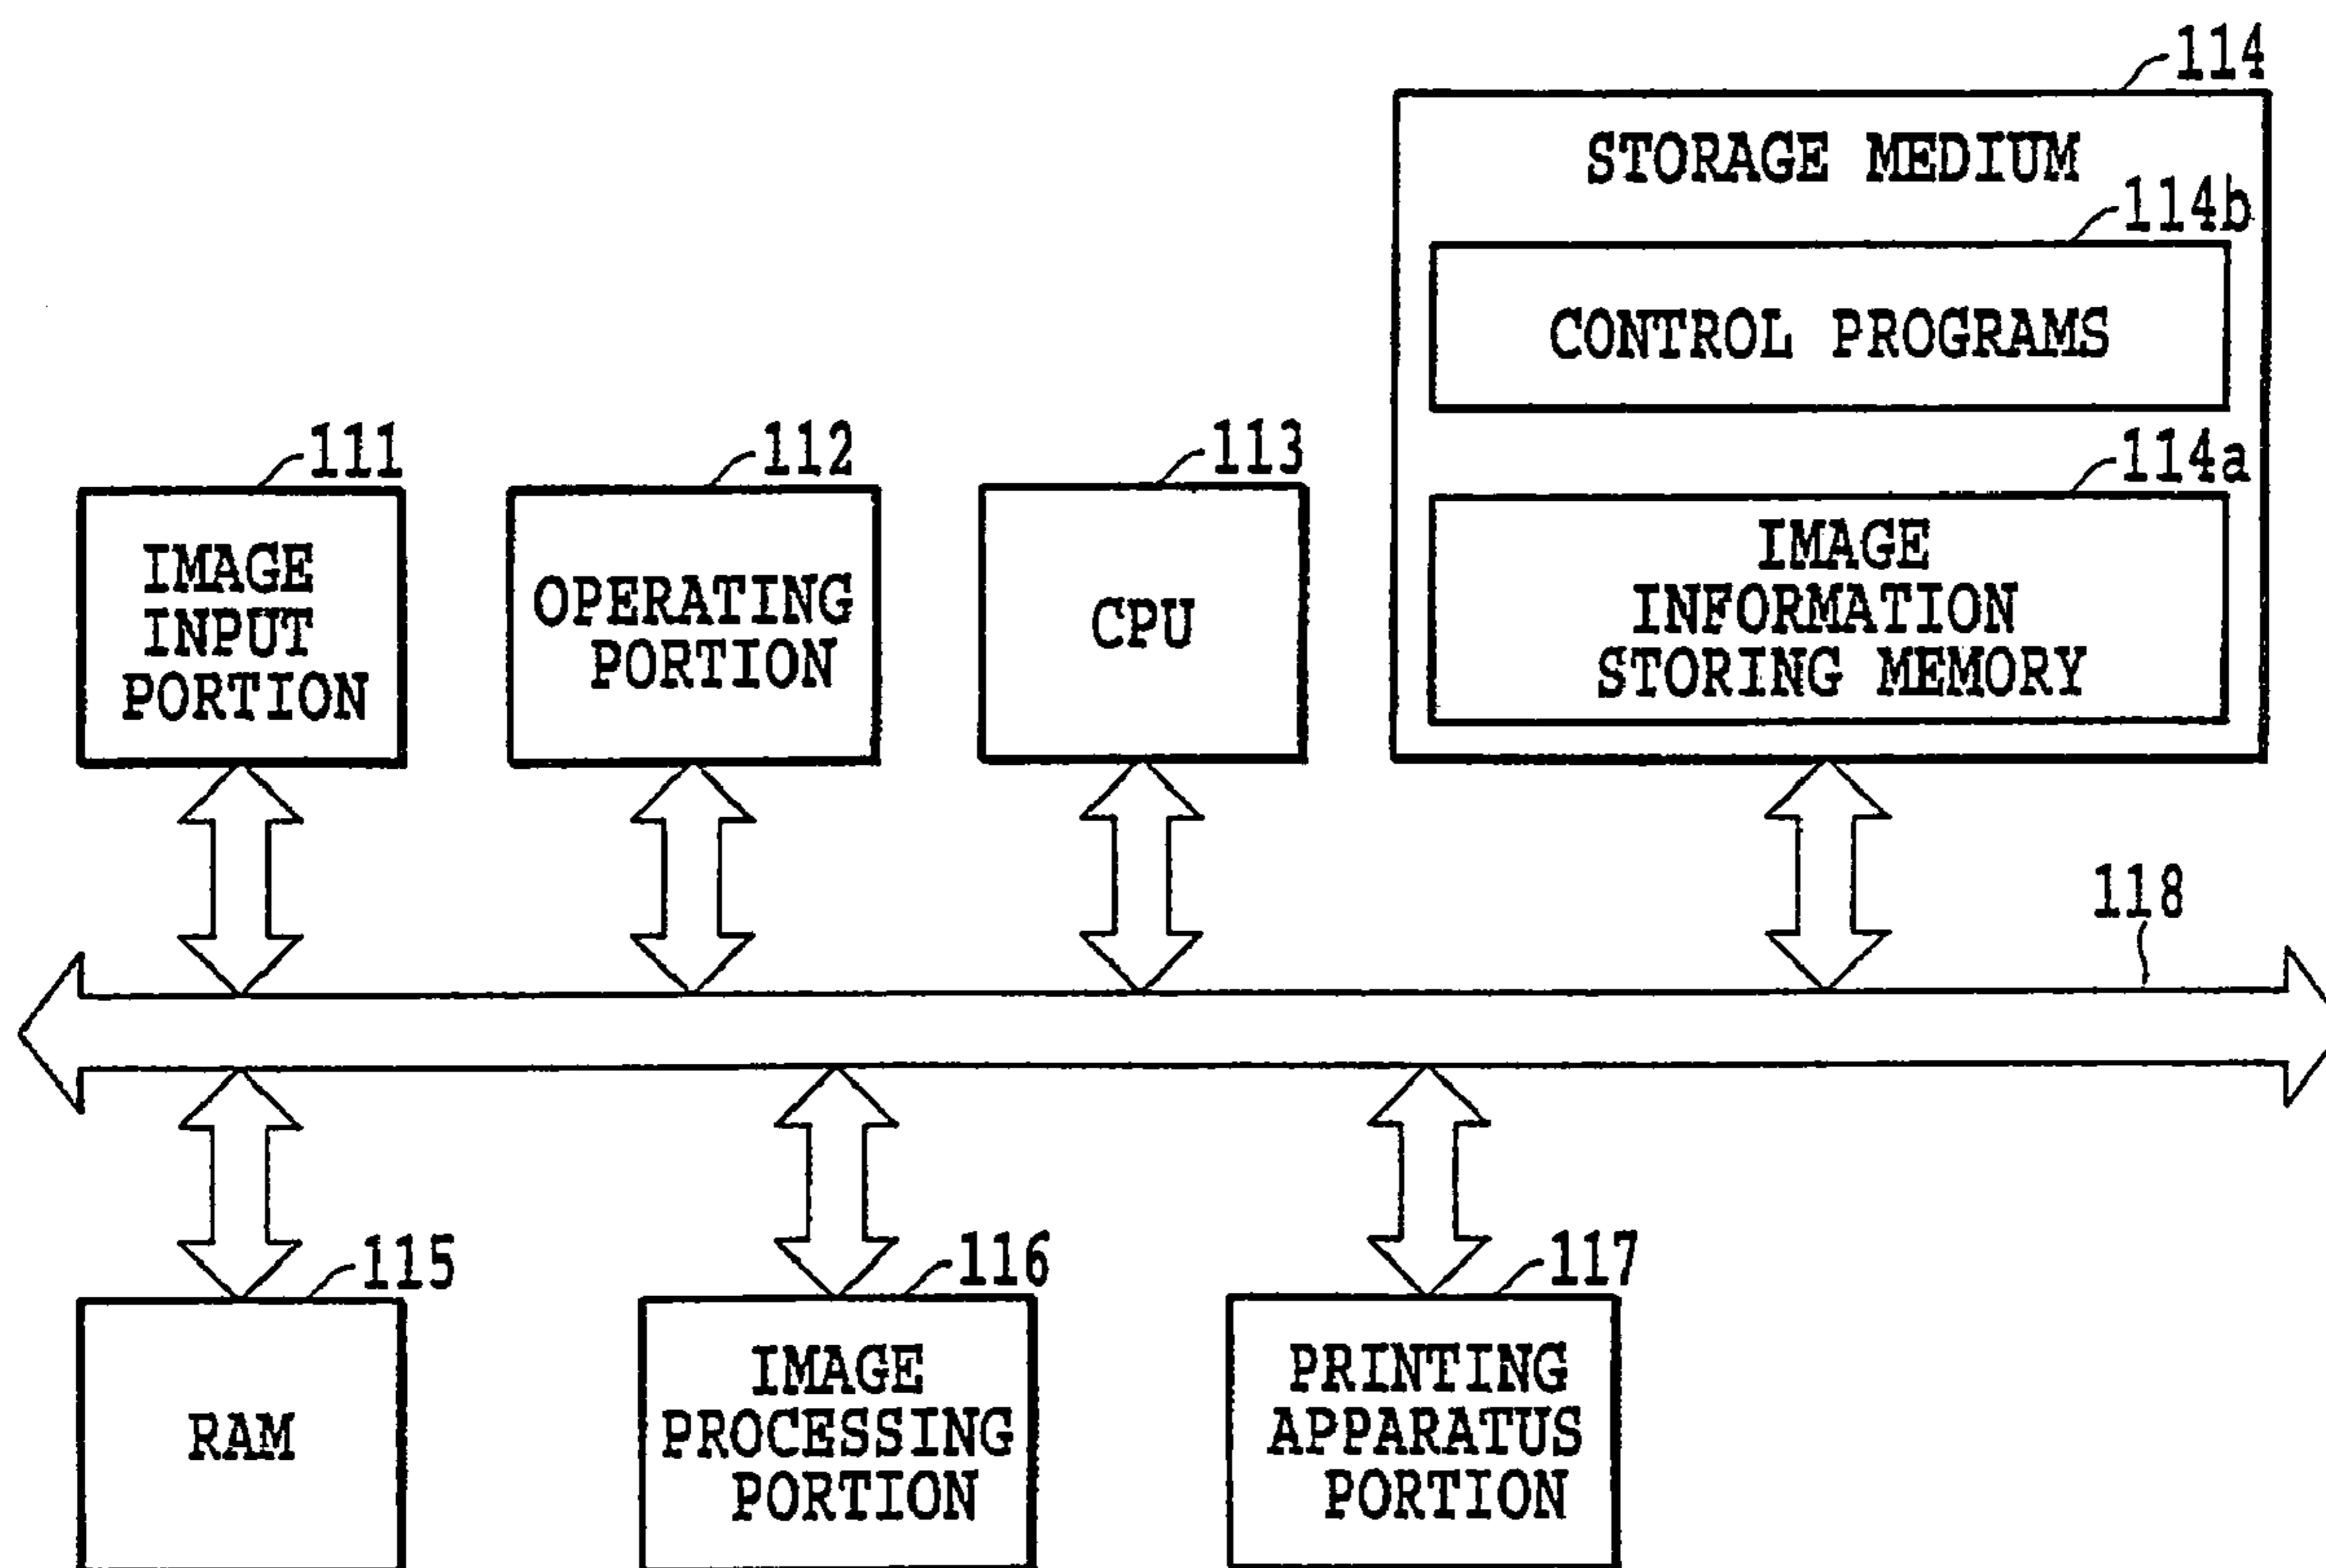 114
STORAGE MEDIUM
114b
CONTROL PROGRAMS
114a
IMAGE
INFORMATION
STORING MEMORY
111
IMAGE
INPUT
PORTION
112
OPERATING
PORTION
113
CPU
118
115
RAM
116
IMAGE
PROCESSING
PORTION
117
PRINTING
APPARATUS
PORTION